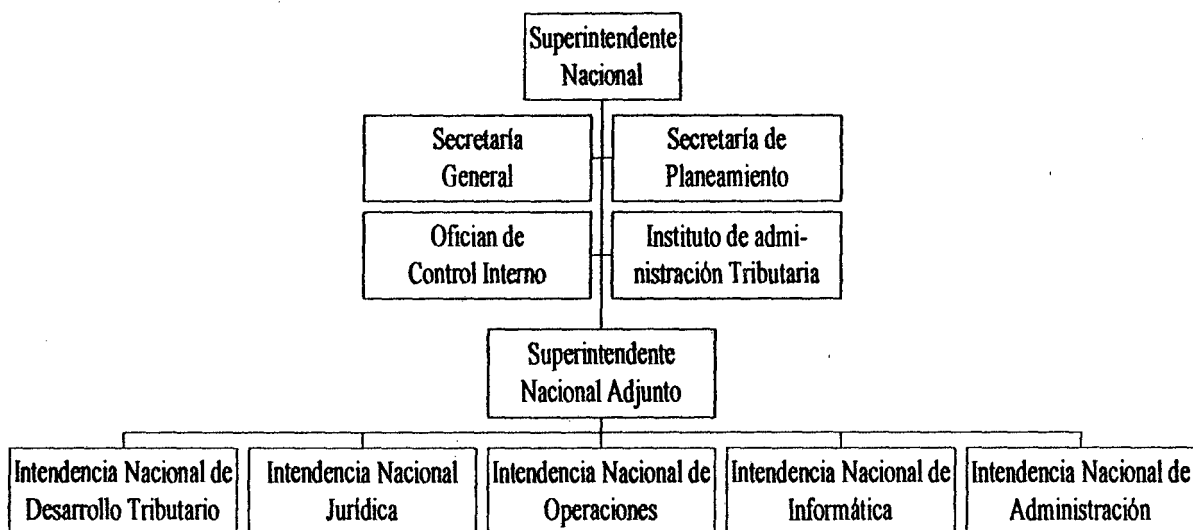 Superintendente
Nacional
Secretaría
General
Secretaría de
Planeamiento
Ofician de
Control Interno
Instituto de admi-
nistración Tributaria
Superintendente
Nacional Adjunto
Intendencia Nacional de
Desarrollo Tributario
Intendencia Nacional
Jurídica
Intendencia Nacional de
Operaciones
Intendencia Nacional de
Informática
Intendencia Nacional de
Administración